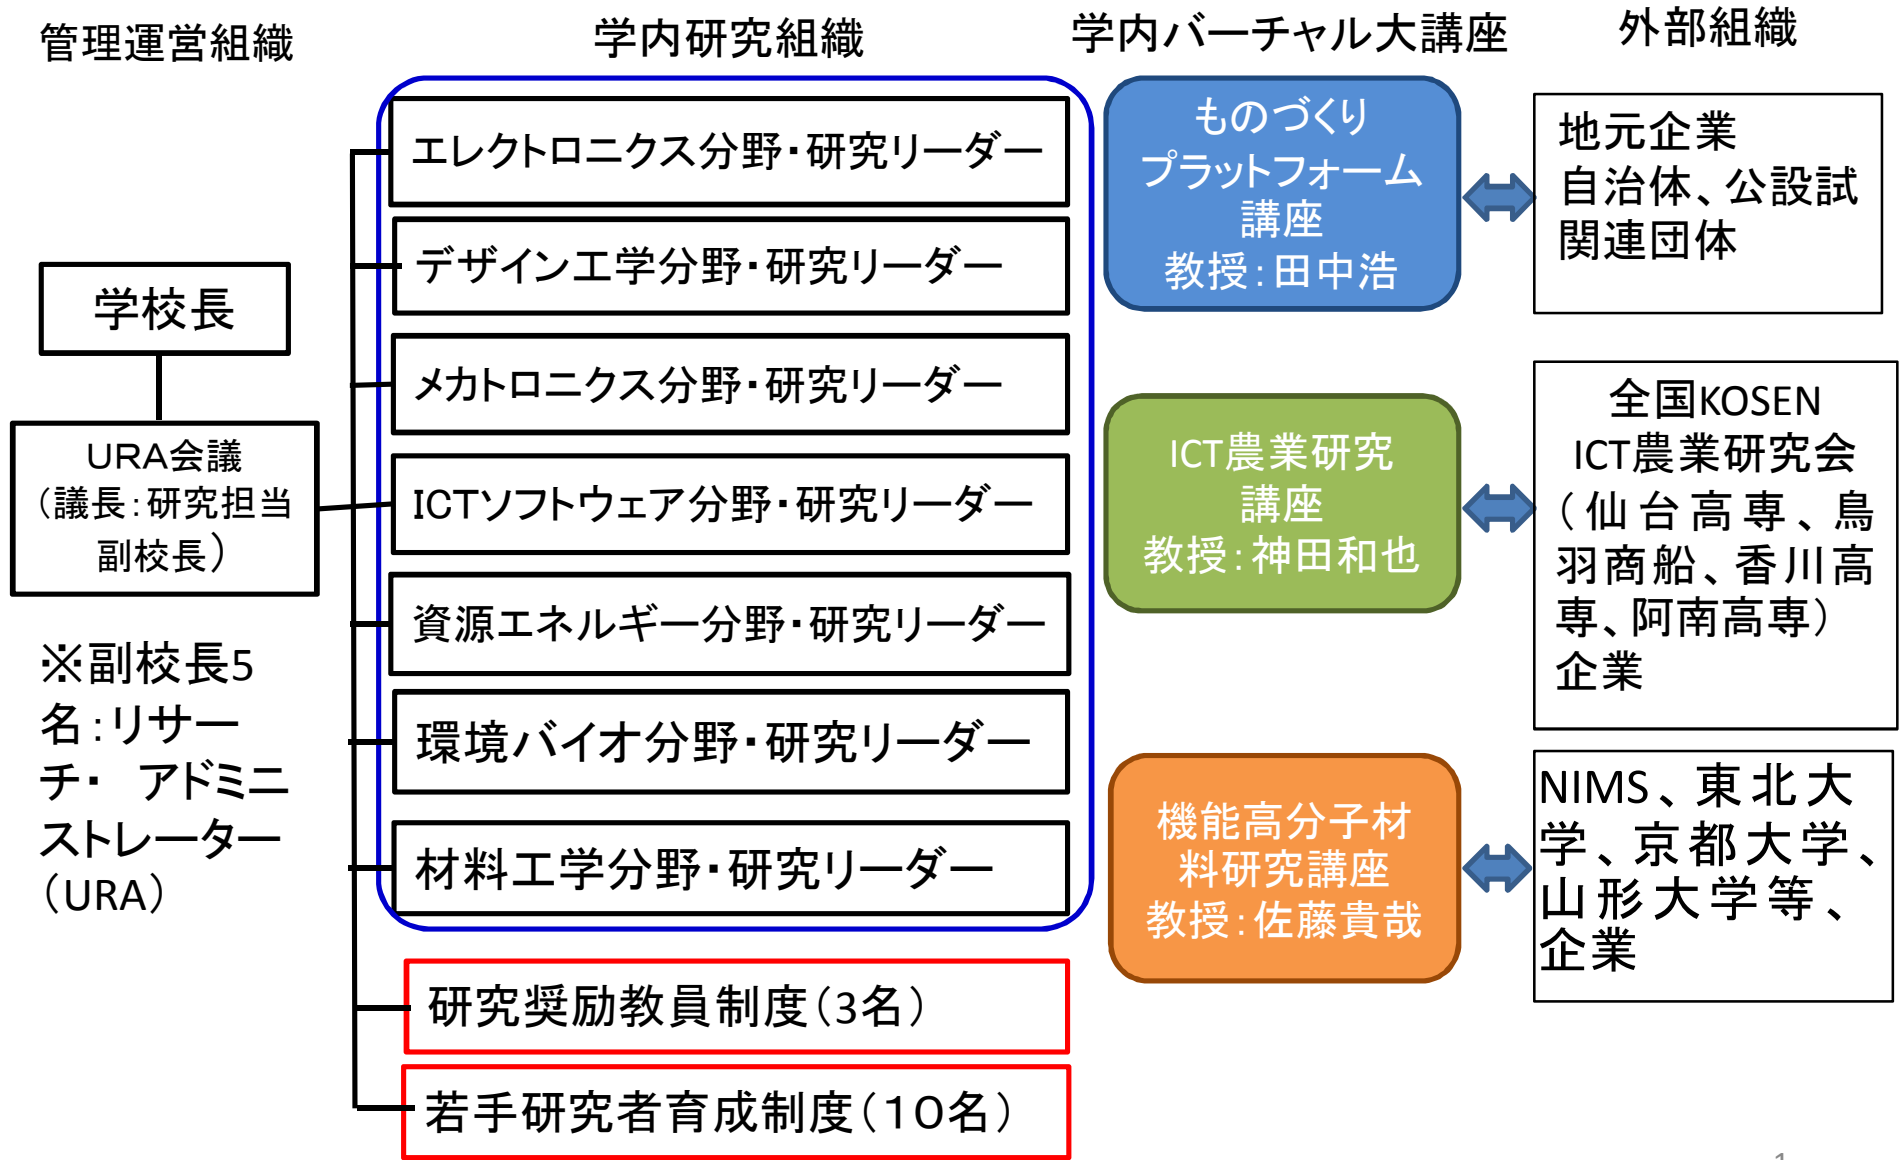 管理運営組織
学校長
URA会議
（議長：研究担当
副校長）
※副校長5
名：リサー
チ・ アドミニ
ストレーター
（URA）
学内研究組織
エレクトロニクス分野・研究リーダー
デザイン工学分野・研究リーダー
メカトロニクス分野・研究リーダー
ICTソフトウェア分野・研究リーダー
資源エネルギー分野・研究リーダー
環境バイオ分野・研究リーダー
材料工学分野・研究リーダー
研究奨励教員制度（3名）
若手研究者育成制度（１０名）
学内バーチャル大講座
ものづくり
プラットフォーム
講座
教授：田中浩
ICT農業研究
講座
教授：神田和也
機能高分子材
料研究講座
教授：佐藤貴哉
外部組織
地元企業
自治体、公設試
関連団体
全国KOSEN
ICT農業研究会
（仙台高専、鳥
羽商船、香川高
専、阿南高専）
企業
NIMS、東北大
学、京都大学、
山形大学等、
企業
1